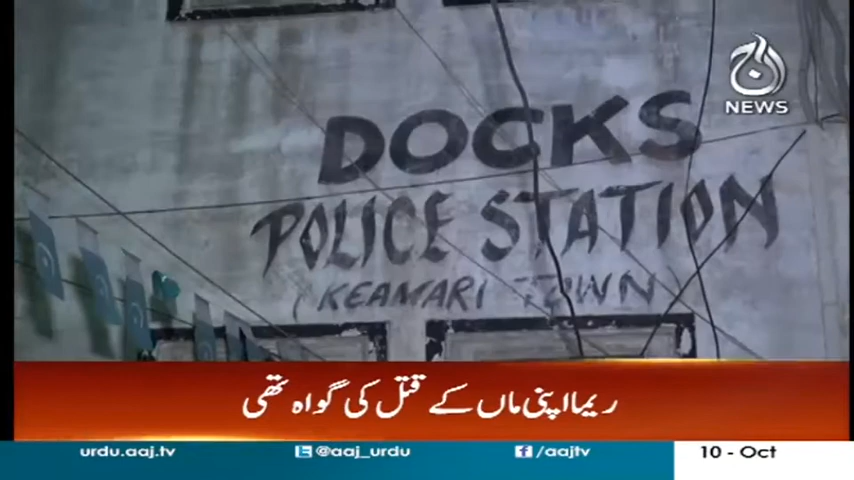 آج
NEWS
DOCKS
POLICE STATION
(KEAMARI TOWN)
ریما اپنی ماں کے قتل کی گواہ تھی
urdu.aaj.tv
@aaj_urdu
/aajtv
10 - Oct